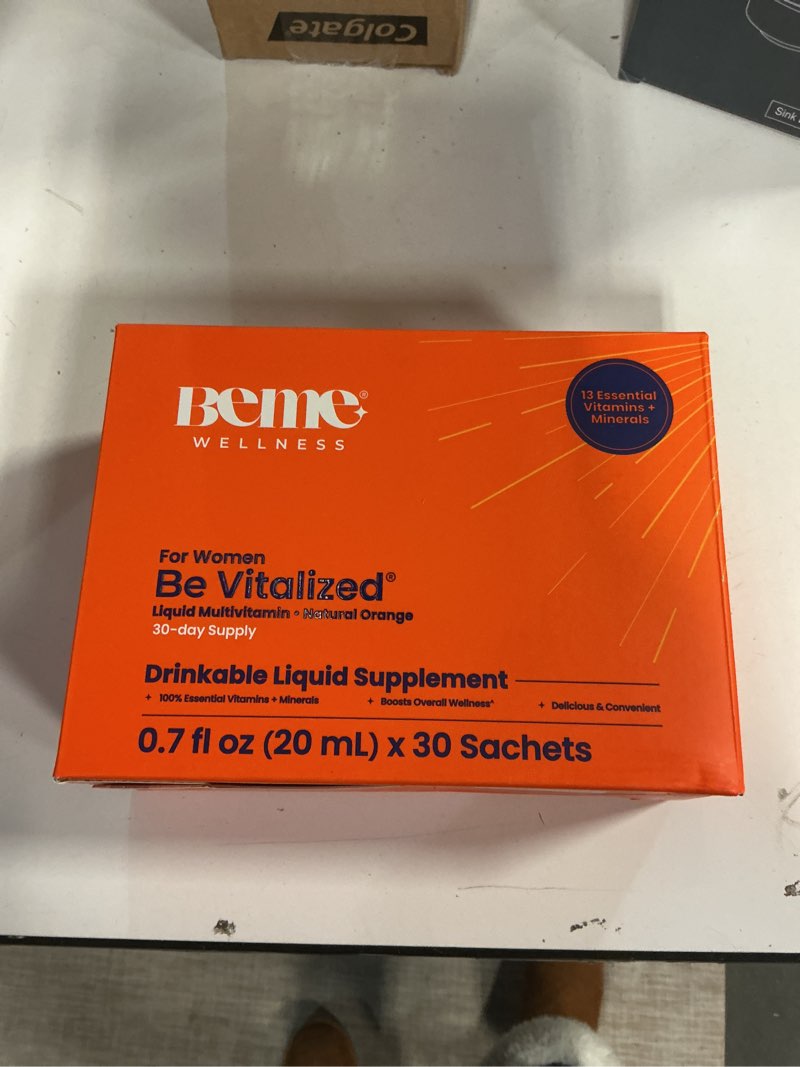 Colgate
Sink
Beme®
WELLNESS
13 Essential
Vitamins +
Minerals
For Women
Be Vitalized®
Liquid Multivitamin • Natural Orange
30-day Supply
Drinkable Liquid Supplement
+ 100% Essential Vitamins + Minerals + Boosts Overall Wellness^ + Delicious & Convenient
0.7 fl oz (20 mL) x 30 Sachets